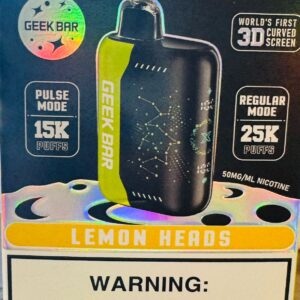 GEEK BAR
WORLD'S FIRST
3D CURVED
SCREEN
PULSE
MODE
15K
PUFFS
GEEK BAR
REGULAR
MODE
25K
PUFFS
50MG/ML NICOTINE
LEMON HEADS
WARNING: